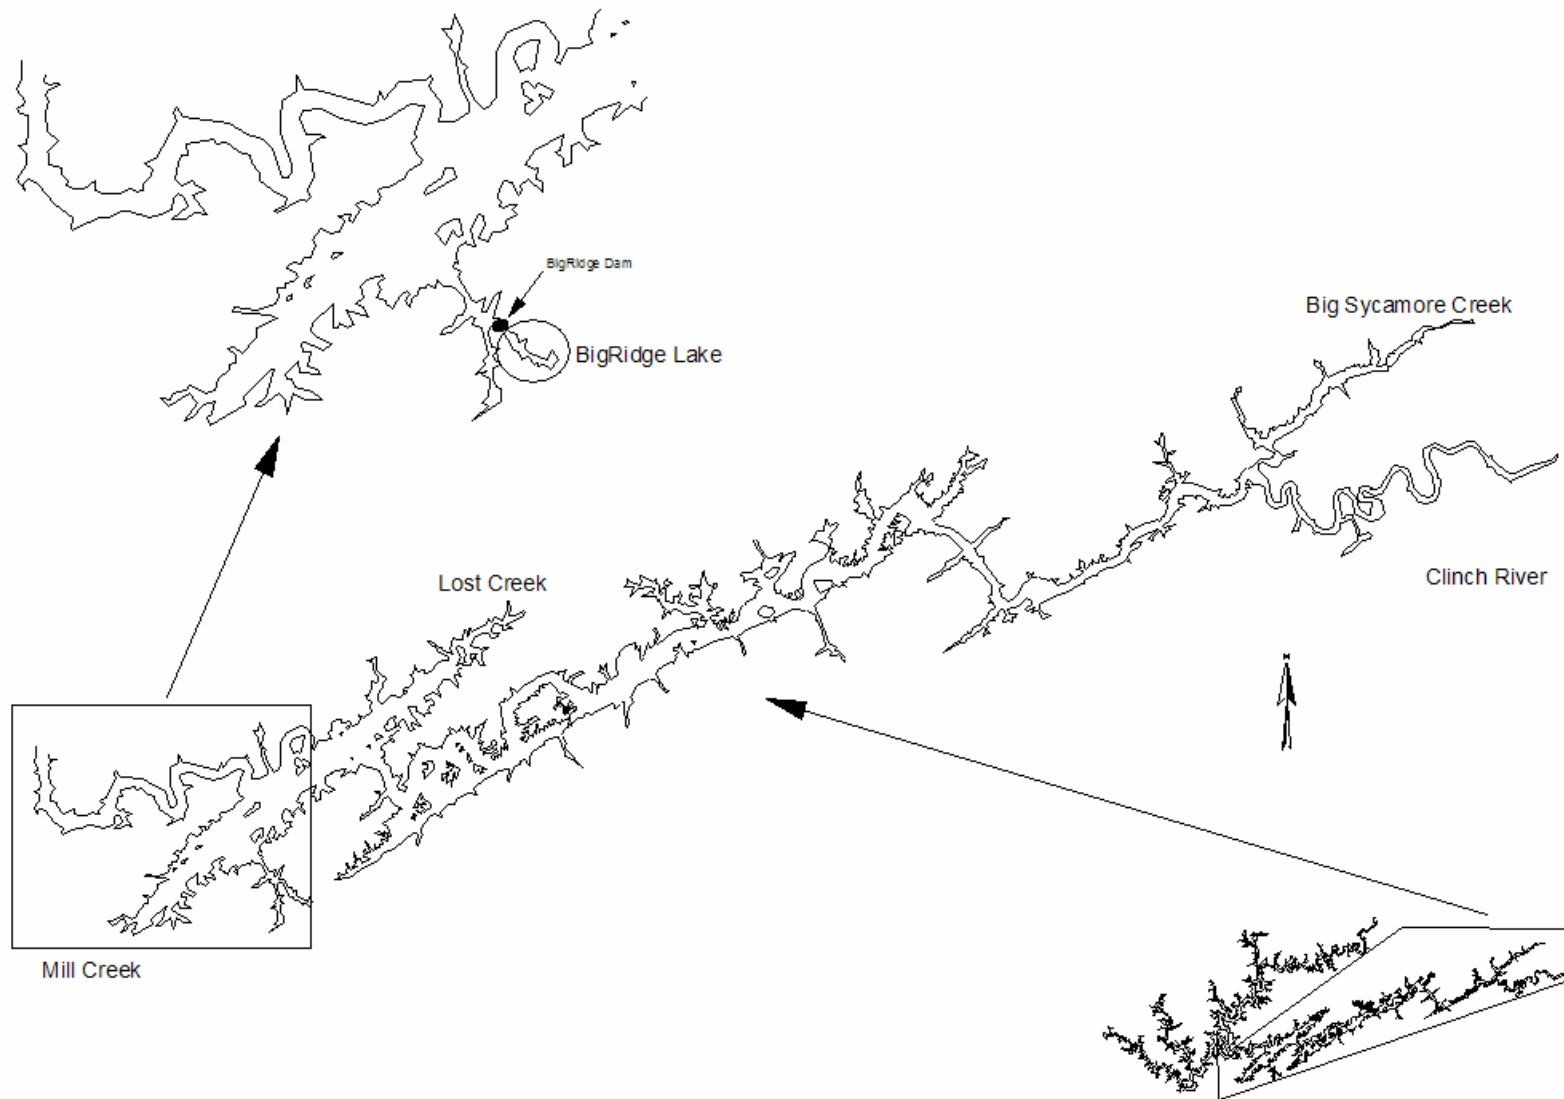 BigRidge Dam
Big Sycamore Creek
BigRidge Lake
Clinch River
Lost Creek
N
Mill Creek